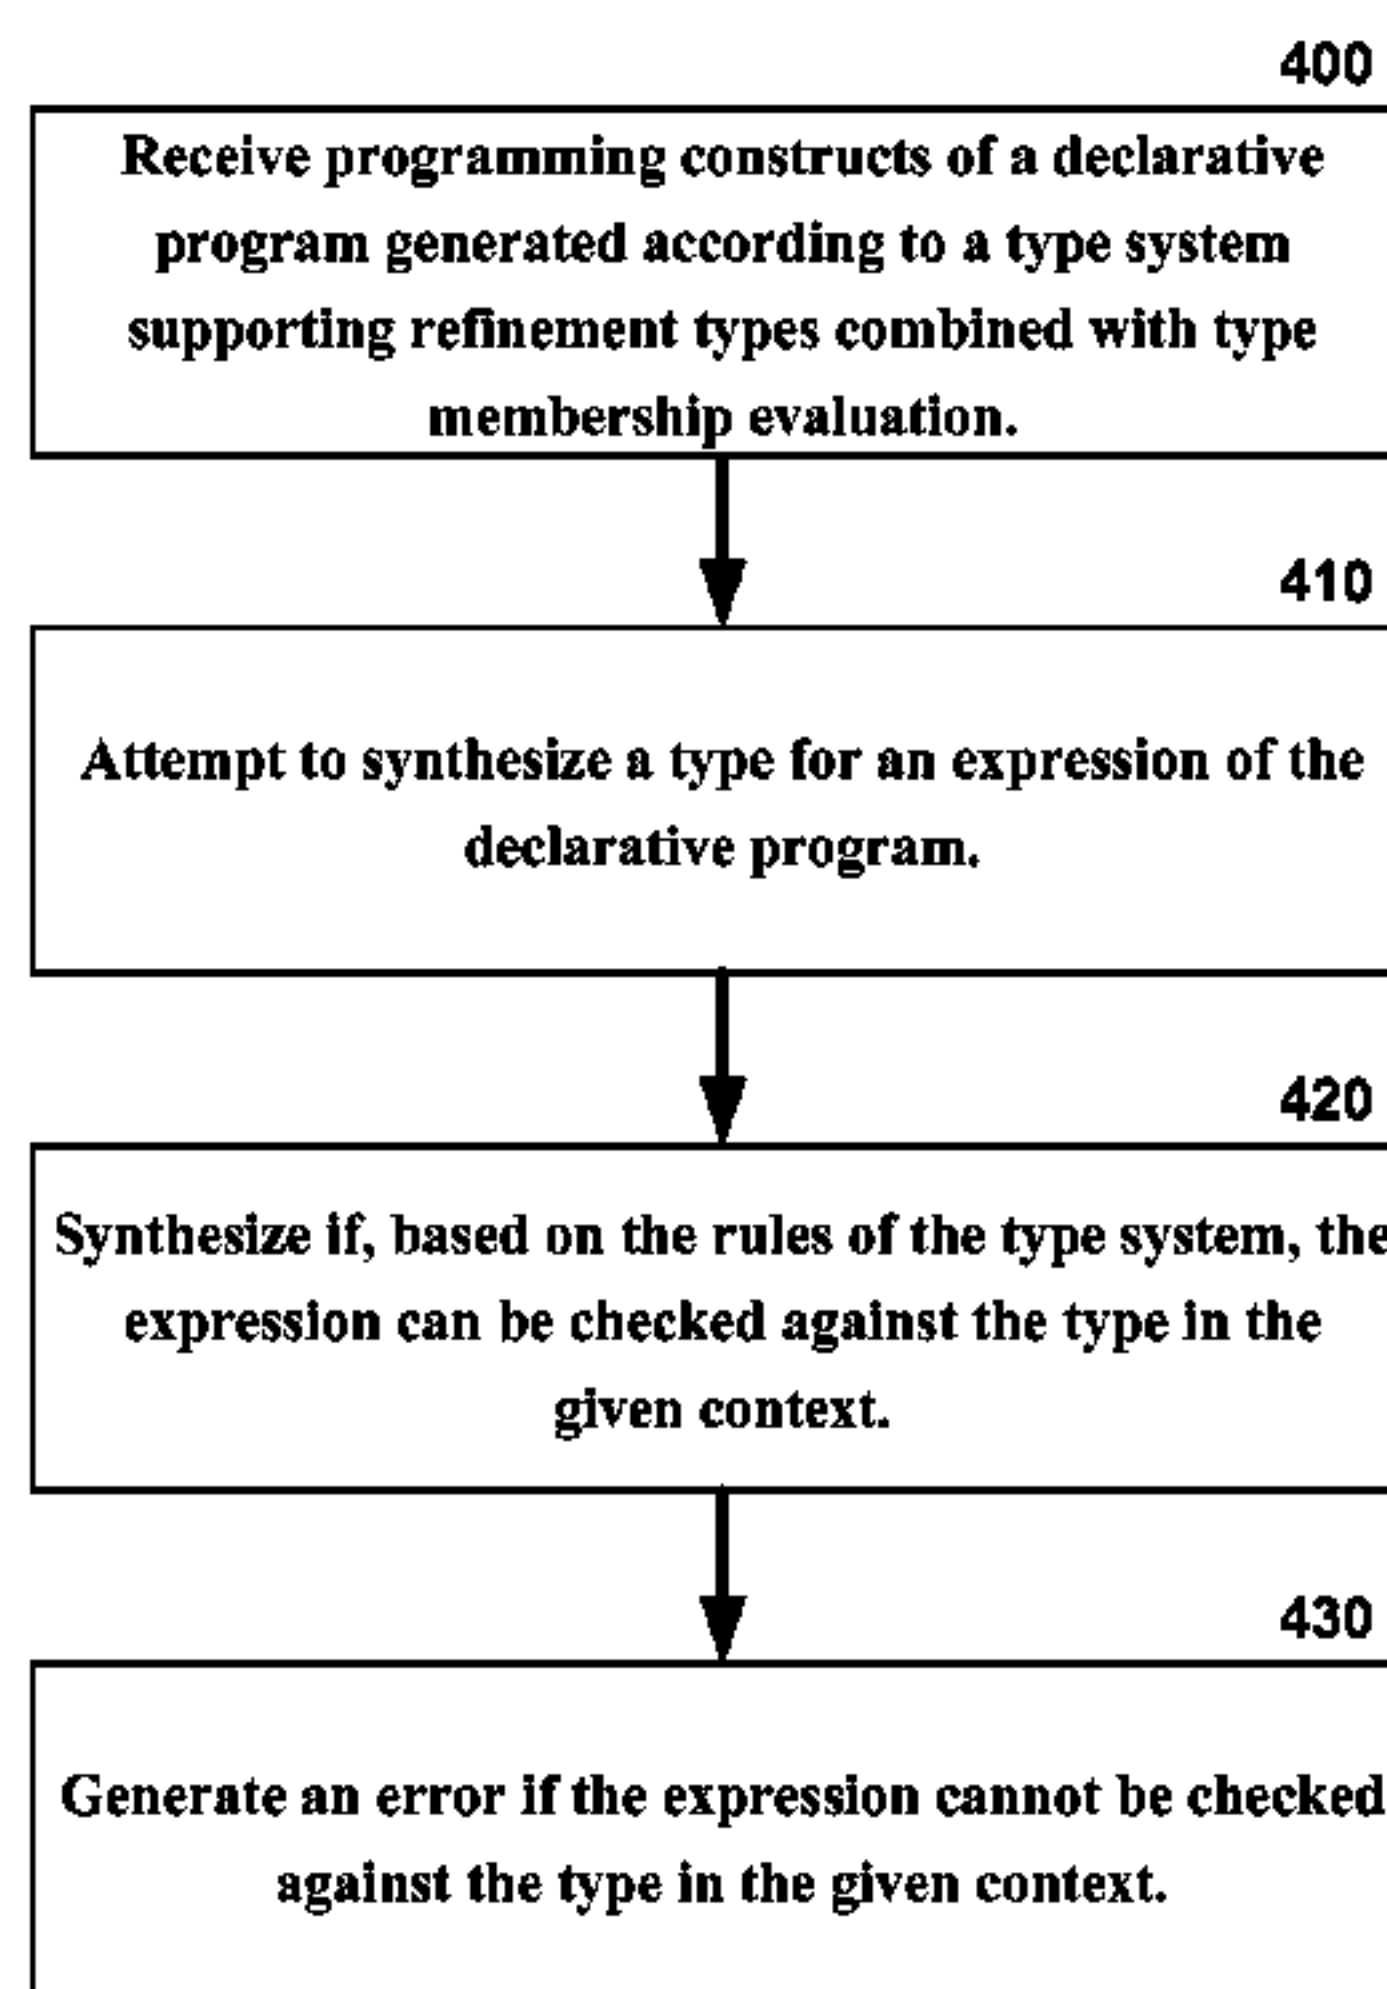 400
Receive programming constructs of a declarative
program generated according to a type system
supporting refinement types combined with type
membership evaluation.
410
Attempt to synthesize a type for an expression of the
declarative program.
420
Synthesize if, based on the rules of the type system, the
expression can be checked against the type in the
given context.
430
Generate an error if the expression cannot be checked
against the type in the given context.